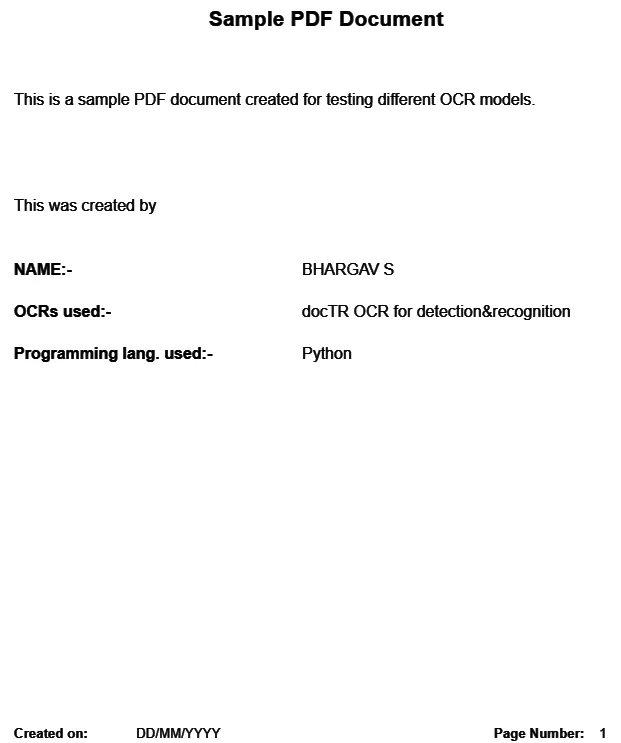 Sample PDF Document
This is a sample PDF document created for testing different OCR models.
This was created by
NAME:- BHARGAV S
OCRs used:- docTR OCR for detection&recognition
Programming lang. used:- Python
Created on: DD/MM/YYYY Page Number: 1